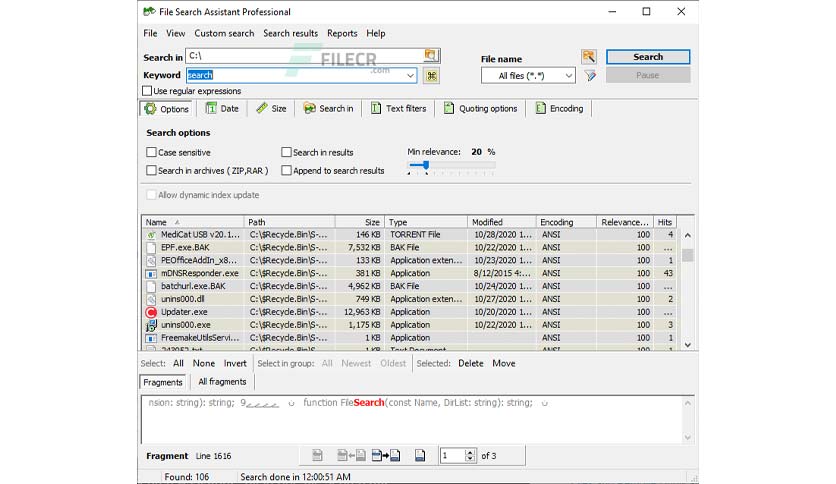 File Search Assistant Professional
File View Custom search Search results Reports Help
Search in C:\ File name Search
FILECR .com
Keyword search All files (*.*) Pause
Use regular expressions
Options Date Size Search in Text filters Quoting options Encoding
Search options
Case sensitive Search in results Min relevance: 20 %
Search in archives ( ZIP,RAR ) Append to search results
Allow dynamic index update
Name Path Size Type Modified Encoding Relevance... Hits
MediCat USB v20.1... C:\$Recycle.Bin\S-... 146 KB TORRENT File 10/28/2020 1... ANSI 100 4
EPF.exe.BAK C:\$Recycle.Bin\S-... 7,532 KB BAK File 10/22/2020 1... ANSI 100 ...
PEOfficeAddIn_x8... C:\$Recycle.Bin\S-... 133 KB Application exten... 10/23/2020 1... ANSI 100 1
mDNSResponder.exe C:\$Recycle.Bin\S-... 381 KB Application 8/12/2015 4:... ANSI 100 43
batchurl.exe.BAK C:\$Recycle.Bin\S-... 4,962 KB BAK File 10/24/2020 1... ANSI 100 ...
unins000.dll C:\$Recycle.Bin\S-... 749 KB Application exten... 10/27/2020 1... ANSI 100 2
Updater.exe C:\$Recycle.Bin\S-... 12,963 KB Application 10/20/2020 1... ANSI 100 ...
unins000.exe C:\$Recycle.Bin\S-... 1,175 KB Application 10/22/2020 1... ANSI 100 3
FreemakeUtilsServi... C:\$Recycle.Bin\S-... 1 KB Application ANSI 100 1
Select: All None Invert Select in group: All Newest Oldest Selected: Delete Move
Fragments All fragments
nsion: string): string; function FileSearch(const Name, DirList: string): string;
Fragment Line 1616 1 of 3
Found: 106 Search done in 12:00:51 AM